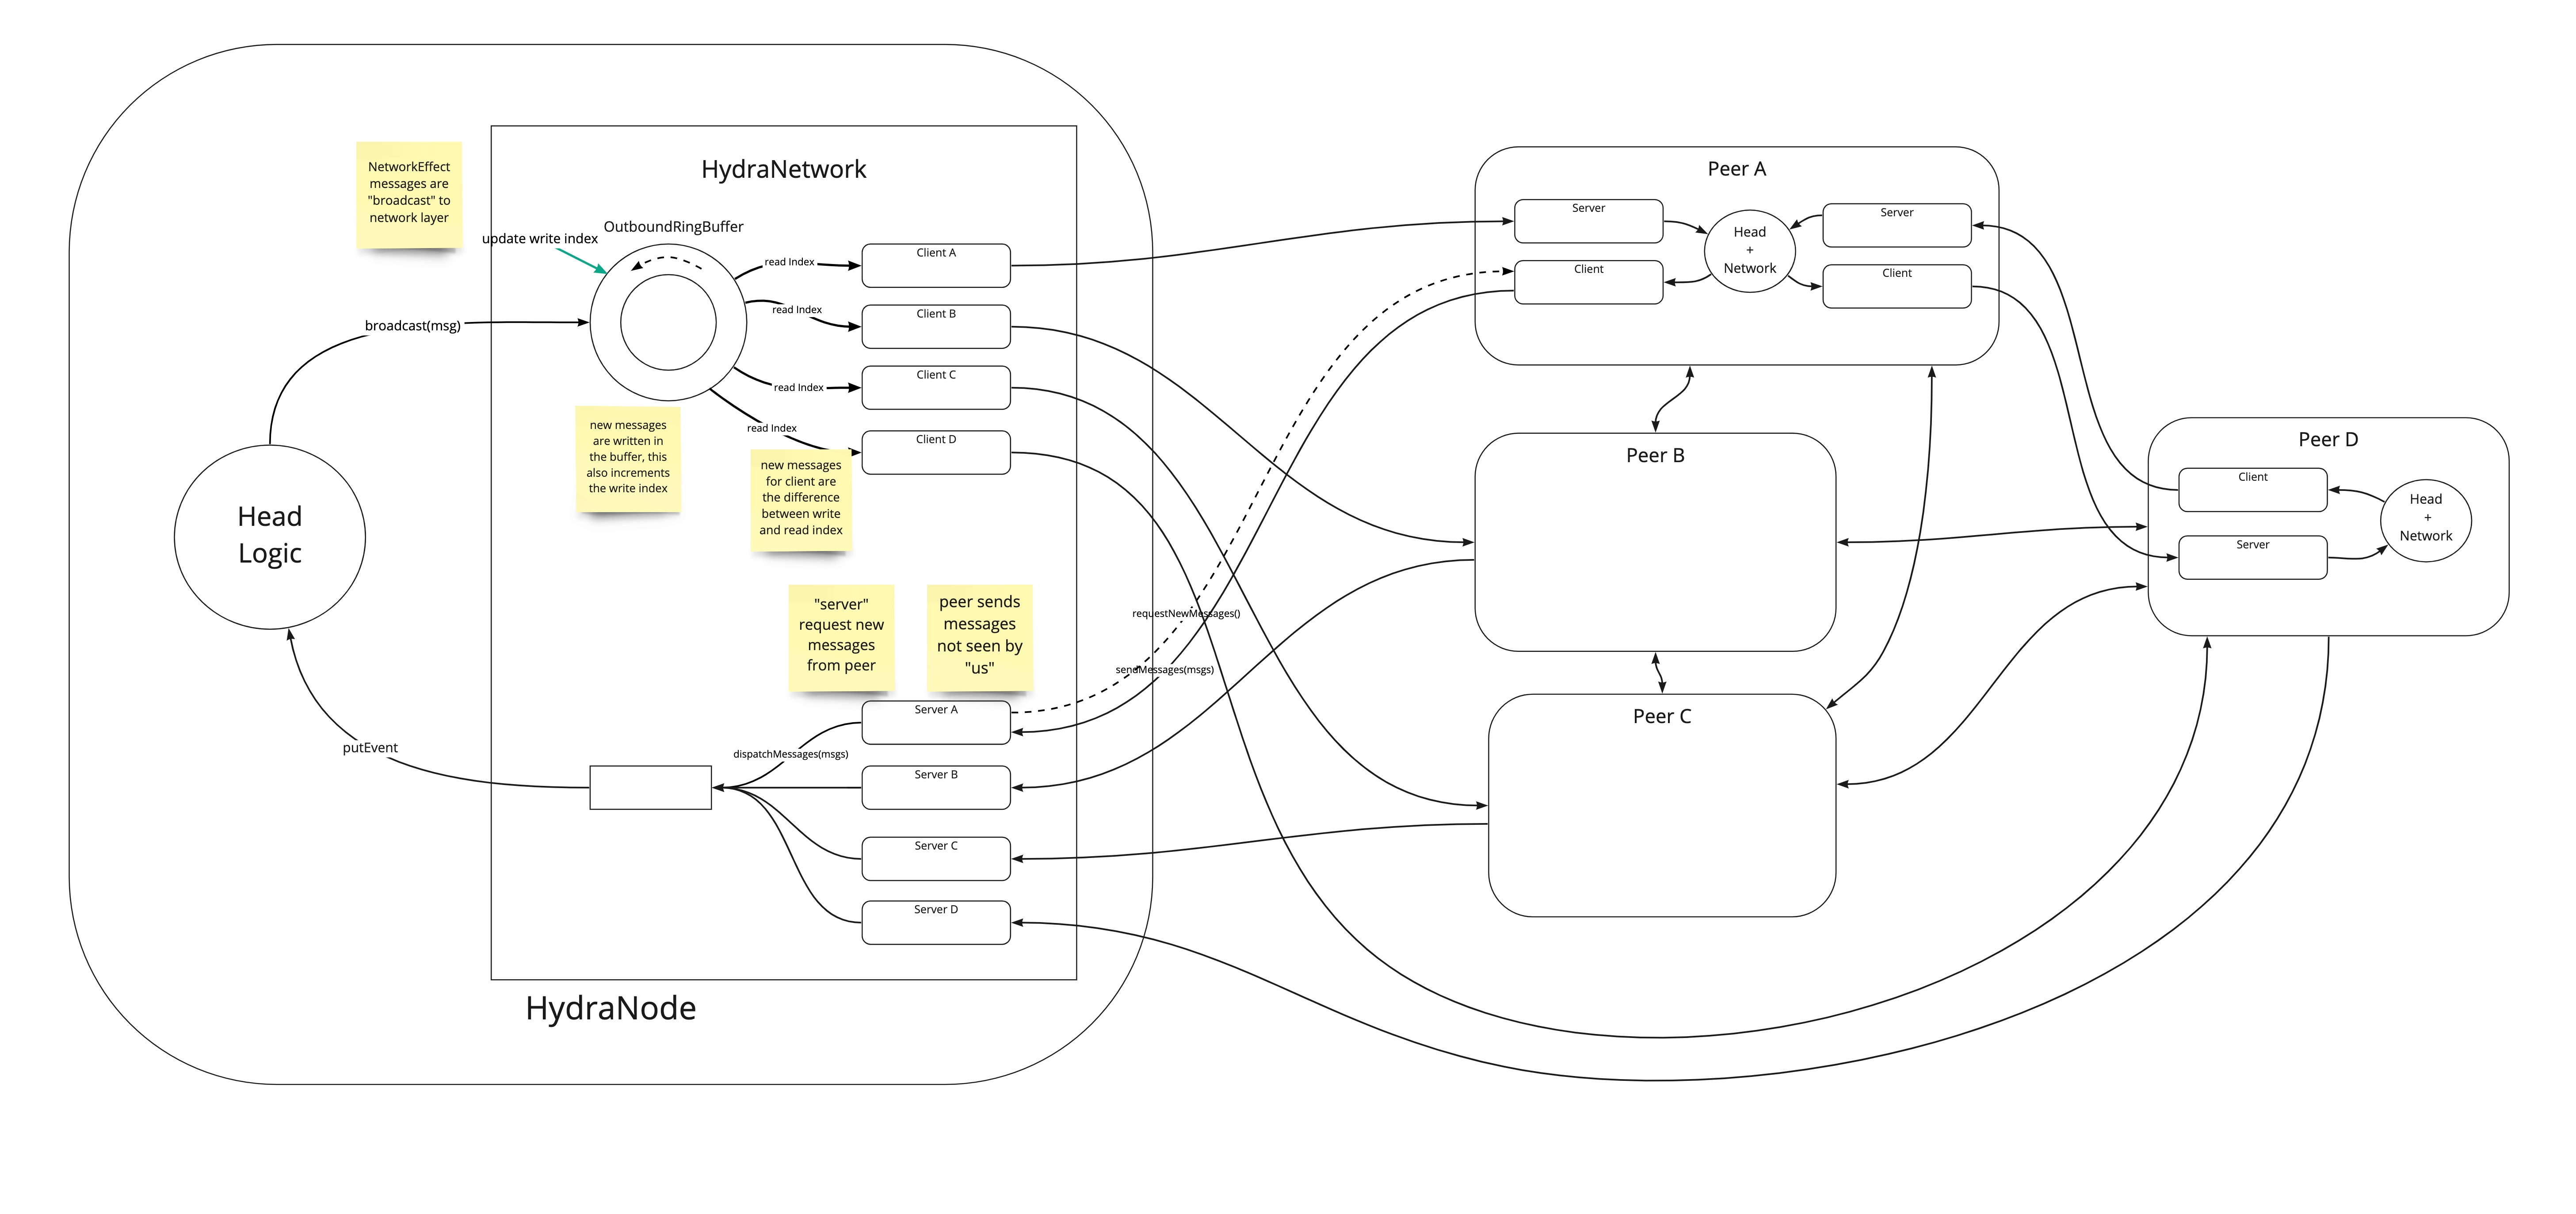 NetworkEffect
messages are
"broadcast" to
network layer
HydraNetwork
OutboundRingBuffer
update write index
broadcast(msg)
read Index
read Index
read Index
read Index
Client A
Client B
Client C
Client D
new messages
are written in
the buffer, this
also increments
the write index
new messages
for client are
the difference
between write
and read index
Head
Logic
"server"
request new
messages
from peer
peer sends
messages
not seen by
"us"
requestNewMessages()
sendMessages(msgs)
Server A
Server B
Server C
Server D
dispatchMessages(msgs)
putEvent
HydraNode
Peer A
Server
Client
Head
+
Network
Server
Client
Peer B
Peer C
Peer D
Client
Server
Head
+
Network